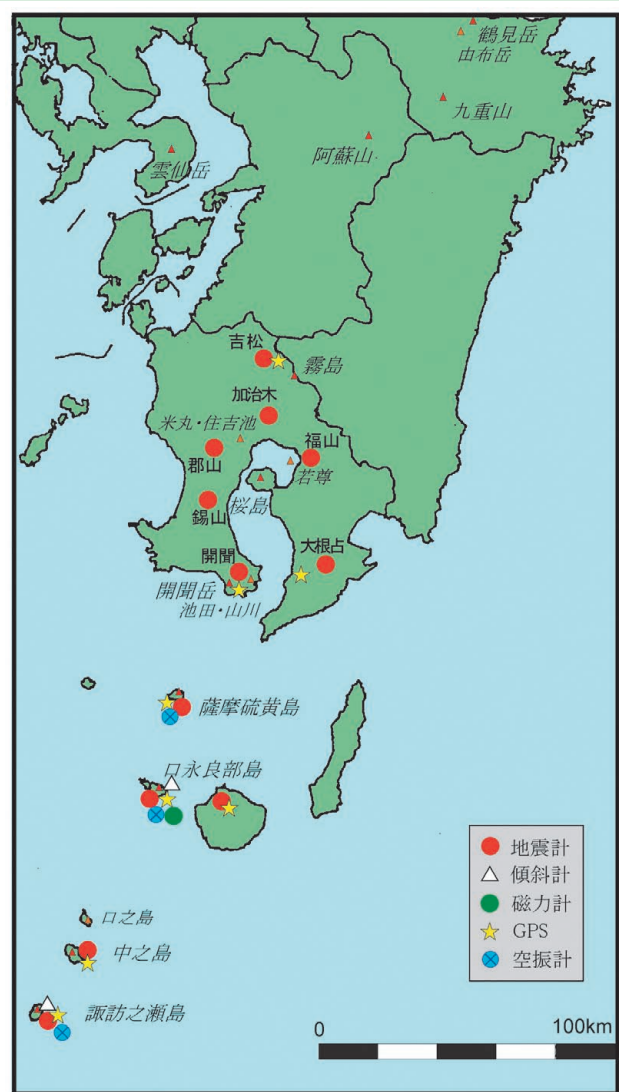 鶴見岳
由布岳
九重山
阿蘇山
雲仙岳
吉松
霧島
加治木
米丸・住吉池
福山
郡山
若尊
桜島
錫山
大根占
開聞
開聞岳
池田・山川
薩摩硫黄島
口永良部島
口之島
中之島
諏訪之瀬島
地震計
傾斜計
磁力計
GPS
空振計
0
100km